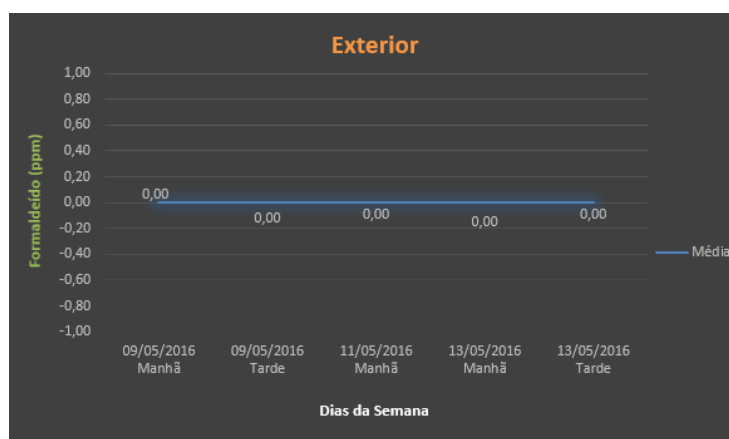 Exterior
Formaldeído (ppm)
1,00
0,80
0,60
0,40
0,20
0,00
-0,20
-0,40
-0,60
-0,80
-1,00
0,00
0,00
0,00
0,00
0,00
Média
09/05/2016 09/05/2016 11/05/2016 13/05/2016 13/05/2016
Manhã Tarde Manhã Manhã Tarde
Dias da Semana